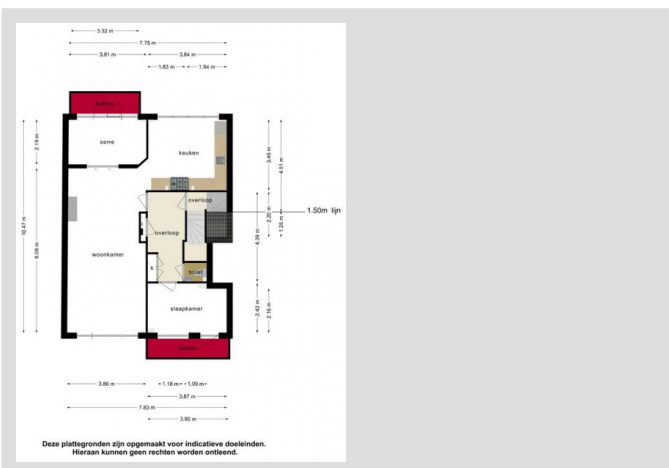 3.32 m
7.75 m
3.81 m 3.84 m
1.83 m 1.94 m
balkon
serre
keuken
2.19 m
3.46 m
4.51 m
overloop
1.50m lijn
overloop
2.20 m
1.25 m
10.47 m
8.08 m
4.39 m
woonkamer
k
toilet
slaapkamer
2.42 m
2.16 m
balkon
3.86 m 1.18 m 1.09 m
3.87 m
7.83 m
3.95 m
Deze plattegronden zijn opgemaakt voor indicatieve doeleinden.
Hieraan kunnen geen rechten worden ontleend.